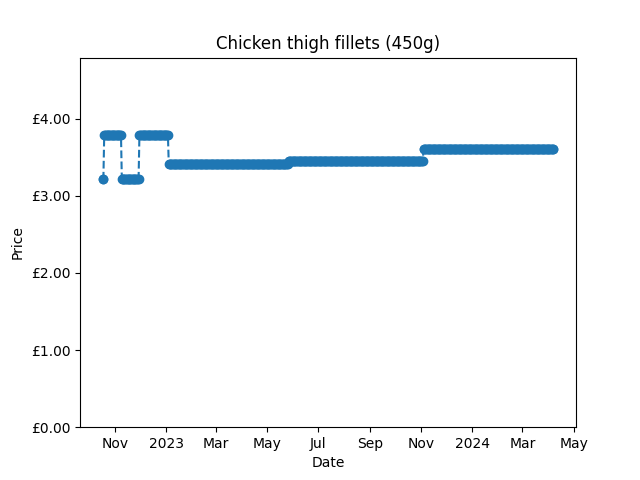 Chicken thigh fillets (450g)
£4.00
£3.00
£2.00
£1.00
£0.00
Price
Nov 2023 Mar May Jul Sep Nov 2024 Mar May
Date